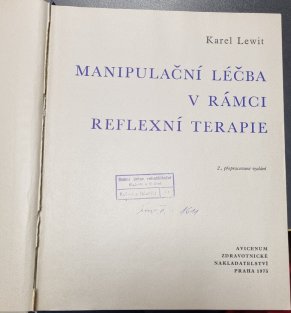 Karel Lewit
MANIPULAČNÍ LÉČBA
V RÁMCI
REFLEXNÍ TERAPIE
2., přepracované vydání
AVICENUM
ZDRAVOTNICKÉ
NAKLADATELSTVÍ
PRAHA 1975